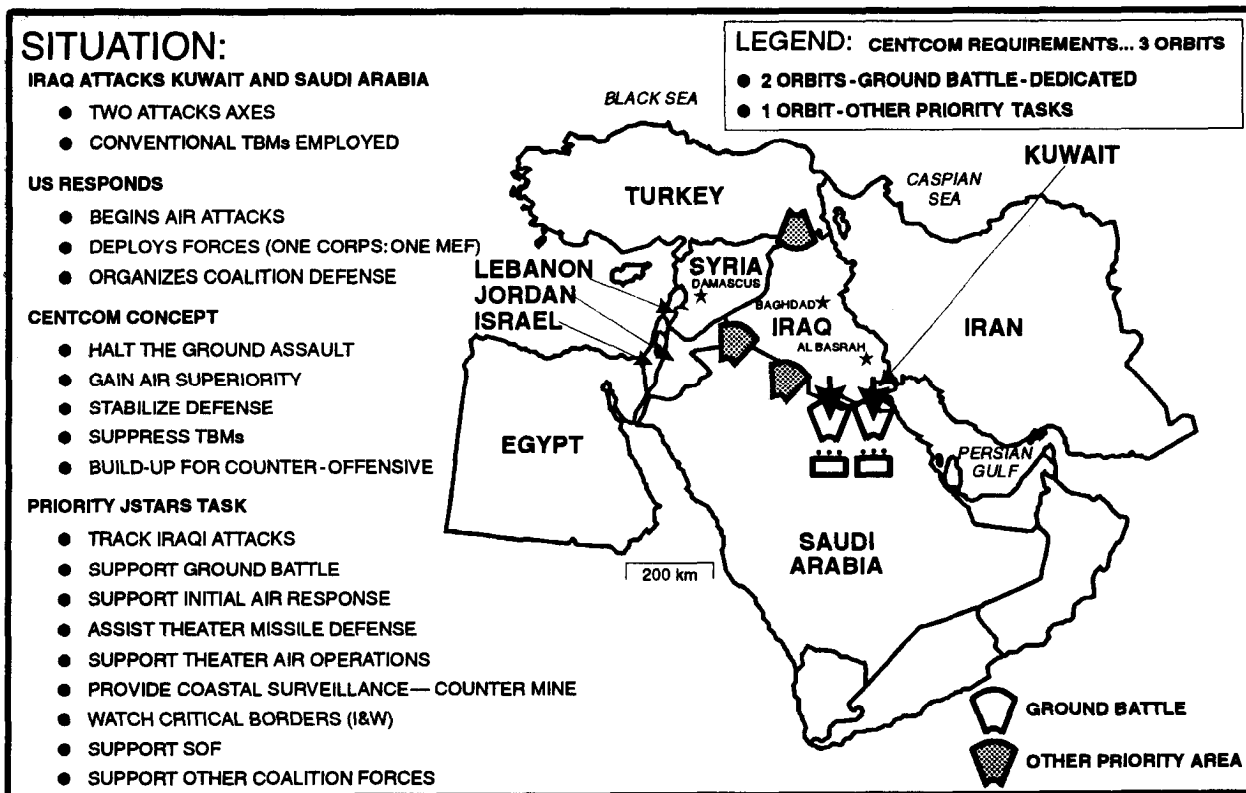 SITUATION:
IRAQ ATTACKS KUWAIT AND SAUDI ARABIA
● TWO ATTACKS AXES
● CONVENTIONAL TBMs EMPLOYED
US RESPONDS
● BEGINS AIR ATTACKS
● DEPLOYS FORCES (ONE CORPS: ONE MEF)
● ORGANIZES COALITION DEFENSE
CENTCOM CONCEPT
● HALT THE GROUND ASSAULT
● GAIN AIR SUPERIORITY
● STABILIZE DEFENSE
● SUPPRESS TBMs
● BUILD-UP FOR COUNTER-OFFENSIVE
PRIORITY JSTARS TASK
● TRACK IRAQI ATTACKS
● SUPPORT GROUND BATTLE
● SUPPORT INITIAL AIR RESPONSE
● ASSIST THEATER MISSILE DEFENSE
● SUPPORT THEATER AIR OPERATIONS
● PROVIDE COASTAL SURVEILLANCE— COUNTER MINE
● WATCH CRITICAL BORDERS (I&W)
● SUPPORT SOF
● SUPPORT OTHER COALITION FORCES
LEGEND: CENTCOM REQUIREMENTS... 3 ORBITS
● 2 ORBITS-GROUND BATTLE-DEDICATED
● 1 ORBIT-OTHER PRIORITY TASKS
BLACK SEA
KUWAIT
CASPIAN
SEA
TURKEY
LEBANON
JORDAN
ISRAEL
SYRIA
DAMASCUS
BAGHDAD
IRAQ
AL BASRAH
IRAN
EGYPT
PERSIAN
GULF
SAUDI
ARABIA
200 km
GROUND BATTLE
OTHER PRIORITY AREA